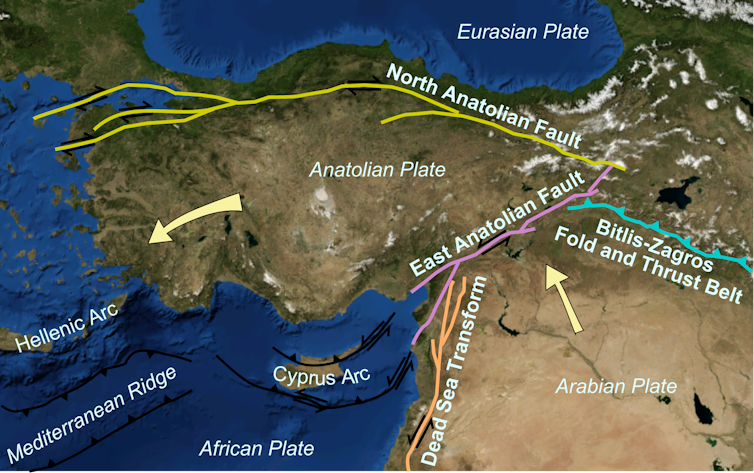 Eurasian Plate
North Anatolian Fault
Anatolian Plate
East Anatolian Fault
Bitlis-Zagros
Fold and Thrust Belt
Hellenic Arc
Dead Sea Transform
Cyprus Arc
Arabian Plate
Mediterranean Ridge
African Plate